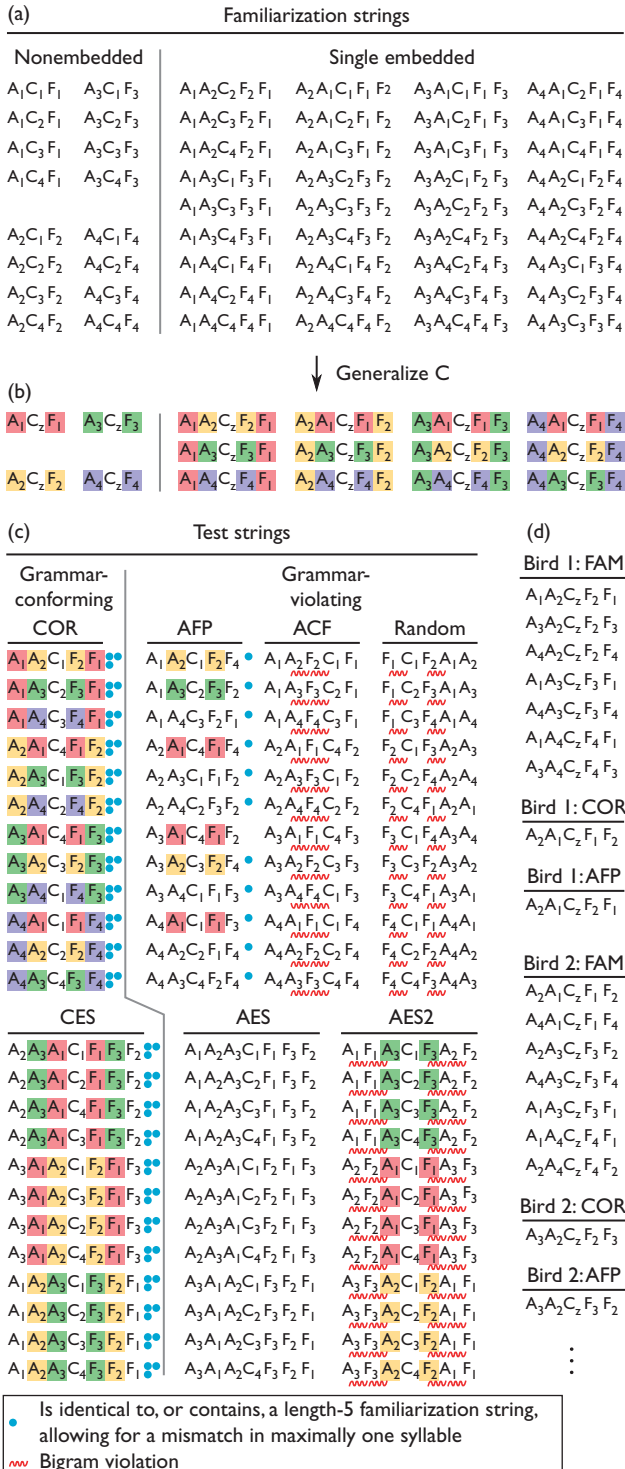 (a) Familiarization strings
Nonembedded Single embedded
A₁C₁F₁ A₃C₁F₃ A₁A₂C₂F₂F₁ A₂A₁C₁F₁F₂ A₃A₁C₁F₁F₃ A₄A₁C₂F₁F₄
A₁C₂F₁ A₃C₂F₃ A₁A₂C₃F₂F₁ A₂A₁C₂F₁F₂ A₃A₁C₃F₁F₃ A₄A₁C₃F₁F₄
A₁C₃F₁ A₃C₃F₃ A₁A₂C₄F₂F₁ A₂A₁C₃F₁F₂ A₃A₁C₄F₁F₃ A₄A₁C₄F₁F₄
A₁C₄F₁ A₃C₄F₃ A₁A₃C₁F₃F₁ A₂A₃C₂F₃F₂ A₃A₂C₁F₂F₃ A₄A₂C₁F₂F₄
A₁A₃C₃F₃F₁ A₂A₃C₃F₃F₂ A₃A₂C₂F₂F₃ A₄A₂C₂F₂F₄
A₂C₁F₂ A₄C₁F₄ A₁A₃C₄F₃F₁ A₂A₃C₄F₃F₂ A₃A₂C₄F₂F₃ A₄A₂C₄F₂F₄
A₂C₂F₂ A₄C₂F₄ A₁A₄C₁F₄F₁ A₂A₄C₁F₄F₂ A₃A₄C₂F₄F₃ A₄A₃C₁F₃F₄
A₂C₃F₂ A₄C₃F₄ A₁A₄C₂F₄F₁ A₂A₄C₃F₄F₂ A₃A₄C₃F₄F₃ A₄A₃C₂F₃F₄
A₂C₄F₂ A₄C₄F₄ A₁A₄C₄F₄F₁ A₂A₄C₄F₄F₂ A₃A₄C₄F₄F₃ A₄A₃C₃F₃F₄
Generalize C
(b)
A₁CzF₁ A₃CzF₃ A₁A₂CzF₂F₁ A₂A₁CzF₁F₂ A₃A₁CzF₁F₃ A₄A₁CzF₁F₄
A₁A₃CzF₃F₁ A₂A₃CzF₃F₂ A₃A₂CzF₂F₃ A₄A₂CzF₂F₄
A₂CzF₂ A₄CzF₄ A₁A₄CzF₄F₁ A₂A₄CzF₄F₂ A₃A₄CzF₄F₃ A₄A₃CzF₃F₄
(c) Test strings
Grammar-conforming Grammar-violating
COR AFP ACF Random
A₁A₂C₁F₂F₁ A₁A₂C₁F₂F₄ A₁A₂F₂C₁F₁ F₁C₁F₂A₁A₂
A₁A₃C₂F₃F₁ A₁A₃C₂F₃F₂ A₁A₃F₃C₂F₁ F₁C₂F₃A₁A₃
A₁A₄C₃F₄F₁ A₁A₄C₃F₂F₁ A₁A₄F₄C₃F₁ F₁C₃F₄A₁A₄
A₂A₁C₄F₁F₂ A₂A₁C₄F₁F₄ A₂A₁F₁C₄F₂ F₂C₁F₃A₂A₃
A₂A₃C₁F₃F₂ A₂A₃C₁F₁F₂ A₂A₃F₃C₁F₂ F₂C₂F₄A₂A₄
A₂A₄C₂F₄F₂ A₂A₄C₂F₃F₂ A₂A₄F₄C₂F₂ F₂C₄F₁A₂A₁
A₃A₁C₄F₁F₃ A₃A₁C₄F₁F₂ A₃A₁F₁C₄F₃ F₃C₁F₄A₃A₄
A₃A₂C₃F₂F₃ A₃A₂C₃F₂F₄ A₃A₂F₂C₃F₃ F₃C₃F₂A₃A₂
A₃A₄C₁F₄F₃ A₃A₄C₁F₁F₃ A₃A₄F₄C₁F₃ F₃C₄F₁A₃A₁
A₄A₁C₁F₁F₄ A₄A₁C₁F₁F₃ A₄A₁F₁C₁F₄ F₄C₁F₁A₄A₁
A₄A₂C₂F₂F₄ A₄A₂C₂F₁F₄ A₄A₂F₂C₂F₄ F₄C₂F₂A₄A₂
A₄A₃C₄F₃F₄ A₄A₃C₄F₂F₄ A₄A₃F₃C₄F₄ F₄C₄F₃A₄A₃
CES AES AES2
A₂A₃A₁C₁F₁F₃F₂ A₁A₂A₃C₁F₁F₃F₂ A₁F₁A₃C₁F₃A₂F₂
A₂A₃A₁C₂F₁F₃F₂ A₁A₂A₃C₂F₁F₃F₂ A₁F₁A₃C₂F₃A₂F₂
A₂A₃A₁C₄F₁F₃F₂ A₁A₂A₃C₃F₁F₃F₂ A₁F₁A₃C₃F₃A₂F₂
A₂A₃A₁C₃F₁F₃F₂ A₁A₂A₃C₄F₁F₃F₂ A₁F₁A₃C₄F₃A₂F₂
A₃A₁A₂C₁F₂F₁F₃ A₂A₃A₁C₁F₂F₁F₃ A₂F₂A₁C₁F₁A₃F₃
A₃A₁A₂C₃F₂F₁F₃ A₂A₃A₁C₂F₂F₁F₃ A₂F₂A₁C₂F₁A₃F₃
A₃A₁A₂C₂F₂F₁F₃ A₂A₃A₁C₃F₂F₁F₃ A₂F₂A₁C₃F₁A₃F₃
A₃A₁A₂C₄F₂F₁F₃ A₂A₃A₁C₄F₂F₁F₃ A₂F₂A₁C₄F₁A₃F₃
A₁A₂A₃C₁F₃F₂F₁ A₃A₁A₂C₁F₃F₂F₁ A₃F₃A₂C₁F₂A₁F₁
A₁A₂A₃C₂F₃F₂F₁ A₃A₁A₂C₂F₃F₂F₁ A₃F₃A₂C₂F₂A₁F₁
A₁A₂A₃C₃F₃F₂F₁ A₃A₁A₂C₃F₃F₂F₁ A₃F₃A₂C₃F₂A₁F₁
A₁A₂A₃C₄F₃F₂F₁ A₃A₁A₂C₄F₃F₂F₁ A₃F₃A₂C₄F₂A₁F₁
(d)
Bird 1: FAM
A₁A₂CzF₂F₁
A₃A₂CzF₂F₃
A₄A₂CzF₂F₄
A₁A₃CzF₃F₁
A₄A₃CzF₃F₄
A₁A₄CzF₄F₁
A₃A₄CzF₄F₃
Bird 1: COR
A₂A₁CzF₁F₂
Bird 1: AFP
A₂A₁CzF₂F₁
Bird 2: FAM
A₂A₁CzF₁F₂
A₄A₁CzF₁F₄
A₂A₃CzF₃F₂
A₄A₃CzF₃F₄
A₁A₃CzF₃F₁
A₁A₄CzF₄F₁
A₂A₄CzF₄F₂
Bird 2: COR
A₃A₂CzF₂F₃
Bird 2: AFP
A₃A₂CzF₃F₂
⋮
Is identical to, or contains, a length-5 familiarization string,
allowing for a mismatch in maximally one syllable
Bigram violation